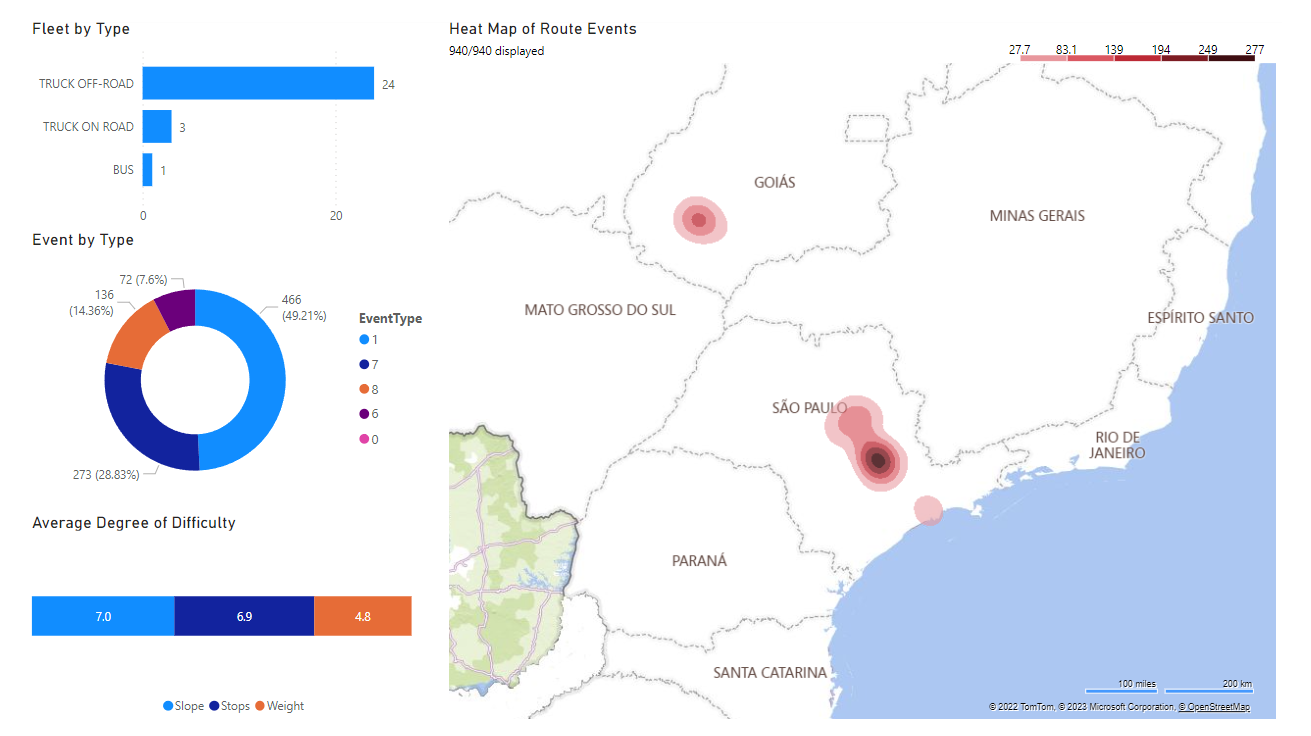 Fleet by Type
TRUCK OFF-ROAD
24
TRUCK ON ROAD
3
BUS
1
0
20
Event by Type
72 (7.6%)
136
(14.36%)
466
(49.21%)
273 (28.83%)
EventType
1
7
8
6
0
Average Degree of Difficulty
7.0
6.9
4.8
Slope
Stops
Weight
Heat Map of Route Events
940/940 displayed
27.7
83.1
139
194
249
277
GOIÁS
MINAS GERAIS
MATO GROSSO DO SUL
ESPÍRITO SANTO
SÃO PAULO
RIO DE
JANEIRO
PARANÁ
SANTA CATARINA
100 miles
200 km
© 2022 TomTom, © 2023 Microsoft Corporation, © OpenStreetMap